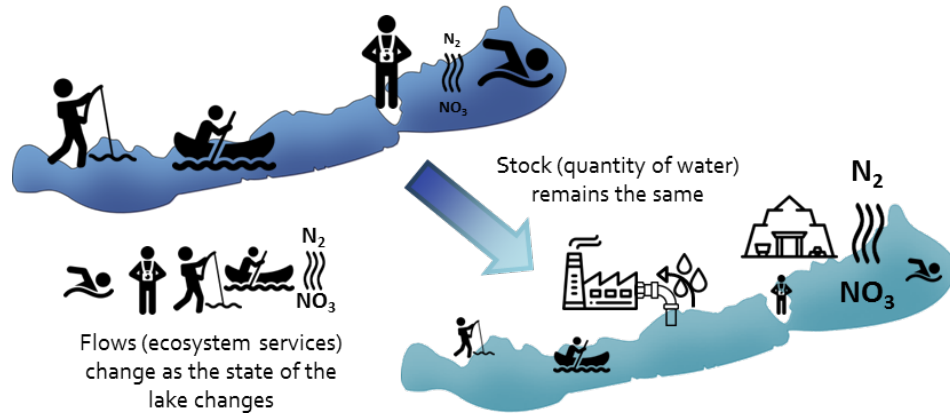 N₂
NO₃
Stock (quantity of water)
remains the same
N₂
NO₃
N₂
NO₃
Flows (ecosystem services)
change as the state of the
lake changes